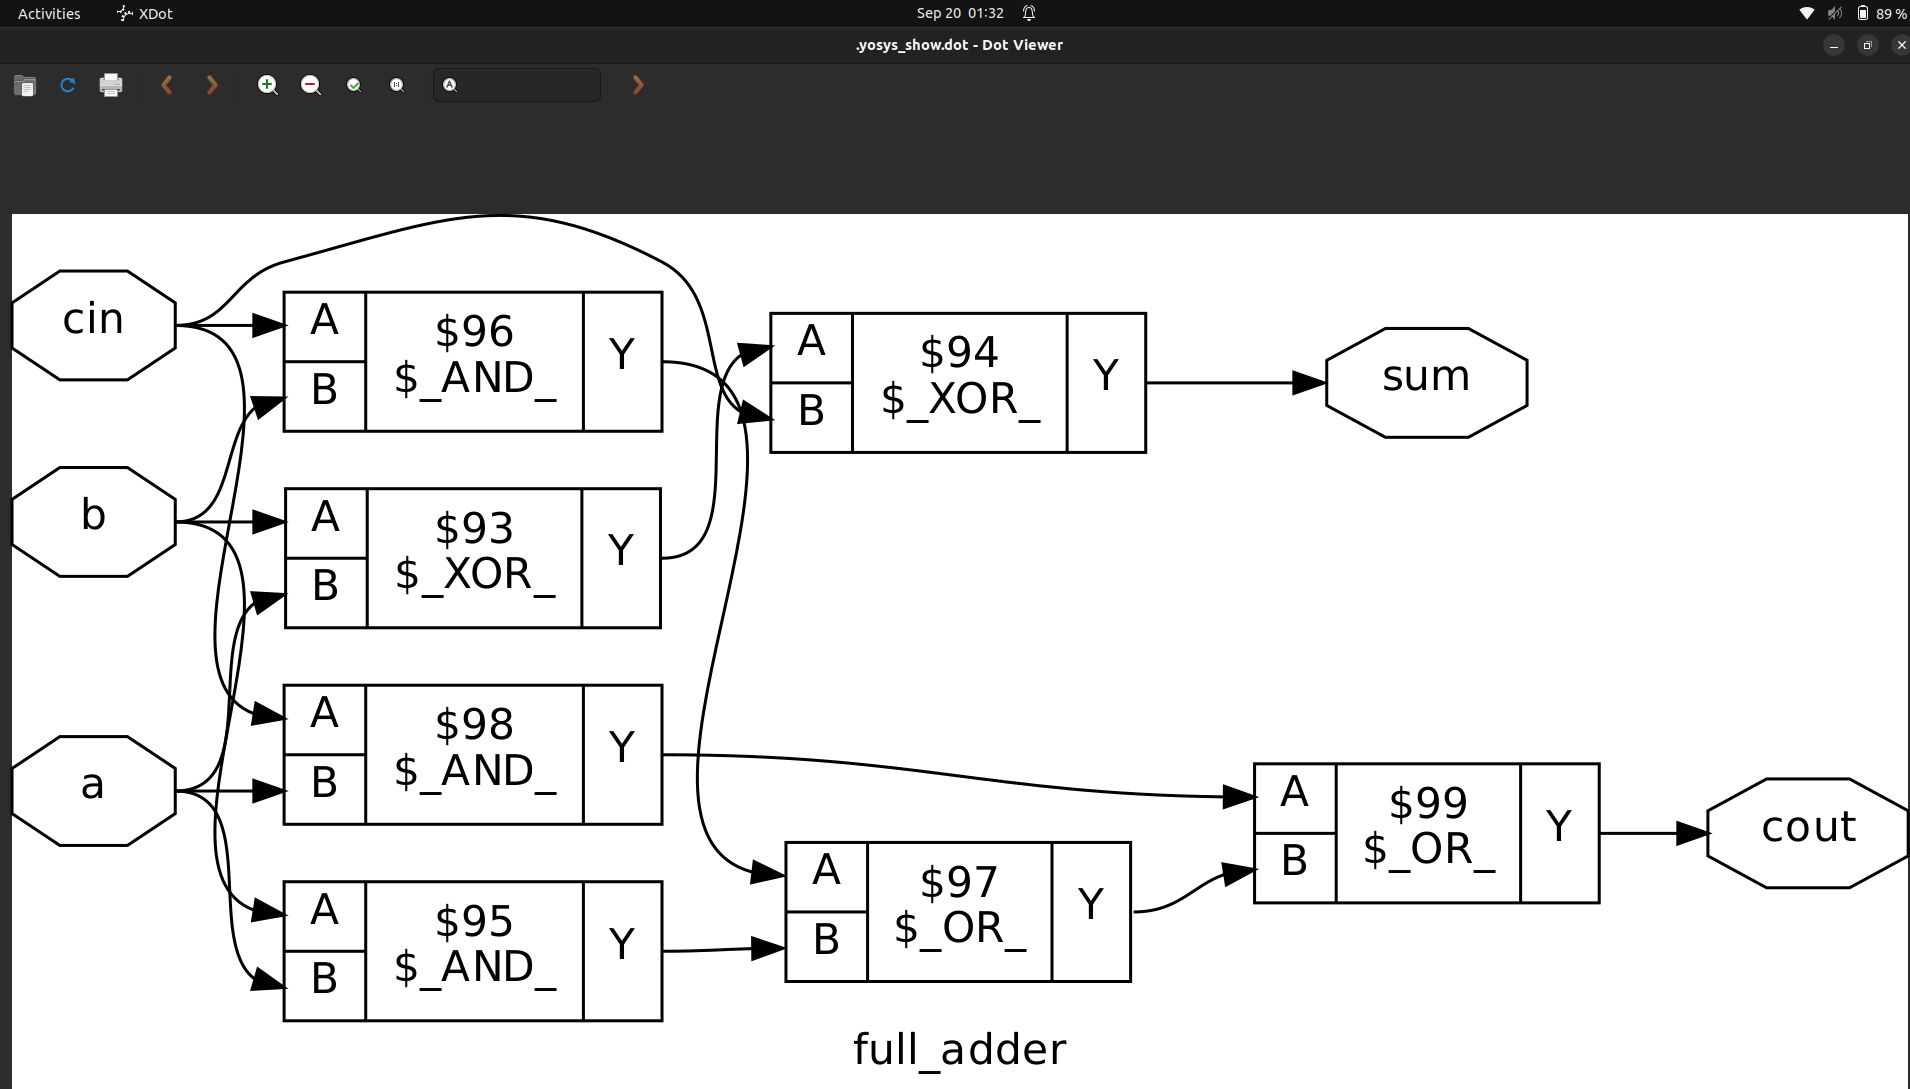 Activities XDot Sep 20 01:32 89 %
.yosys_show.dot - Dot Viewer
cin
A
B
$96
$_AND_
Y
A
B
$94
$_XOR_
Y
sum
b
A
B
$93
$_XOR_
Y
a
A
B
$98
$_AND_
Y
A
B
$99
$_OR_
Y
cout
A
B
$95
$_AND_
Y
A
B
$97
$_OR_
Y
full_adder